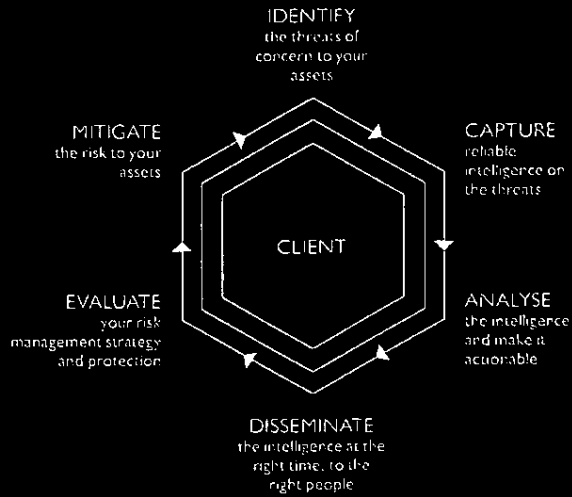 IDENTIFY
the threats of
concern to your
assets
CAPTURE
reliable
intelligence on
the threats
ANALYSE
the intelligence
and make it
actionable
DISSEMINATE
the intelligence at the
right time, to the
right people
EVALUATE
your risk
management strategy
and protection
MITIGATE
the risk to your
assets
CLIENT